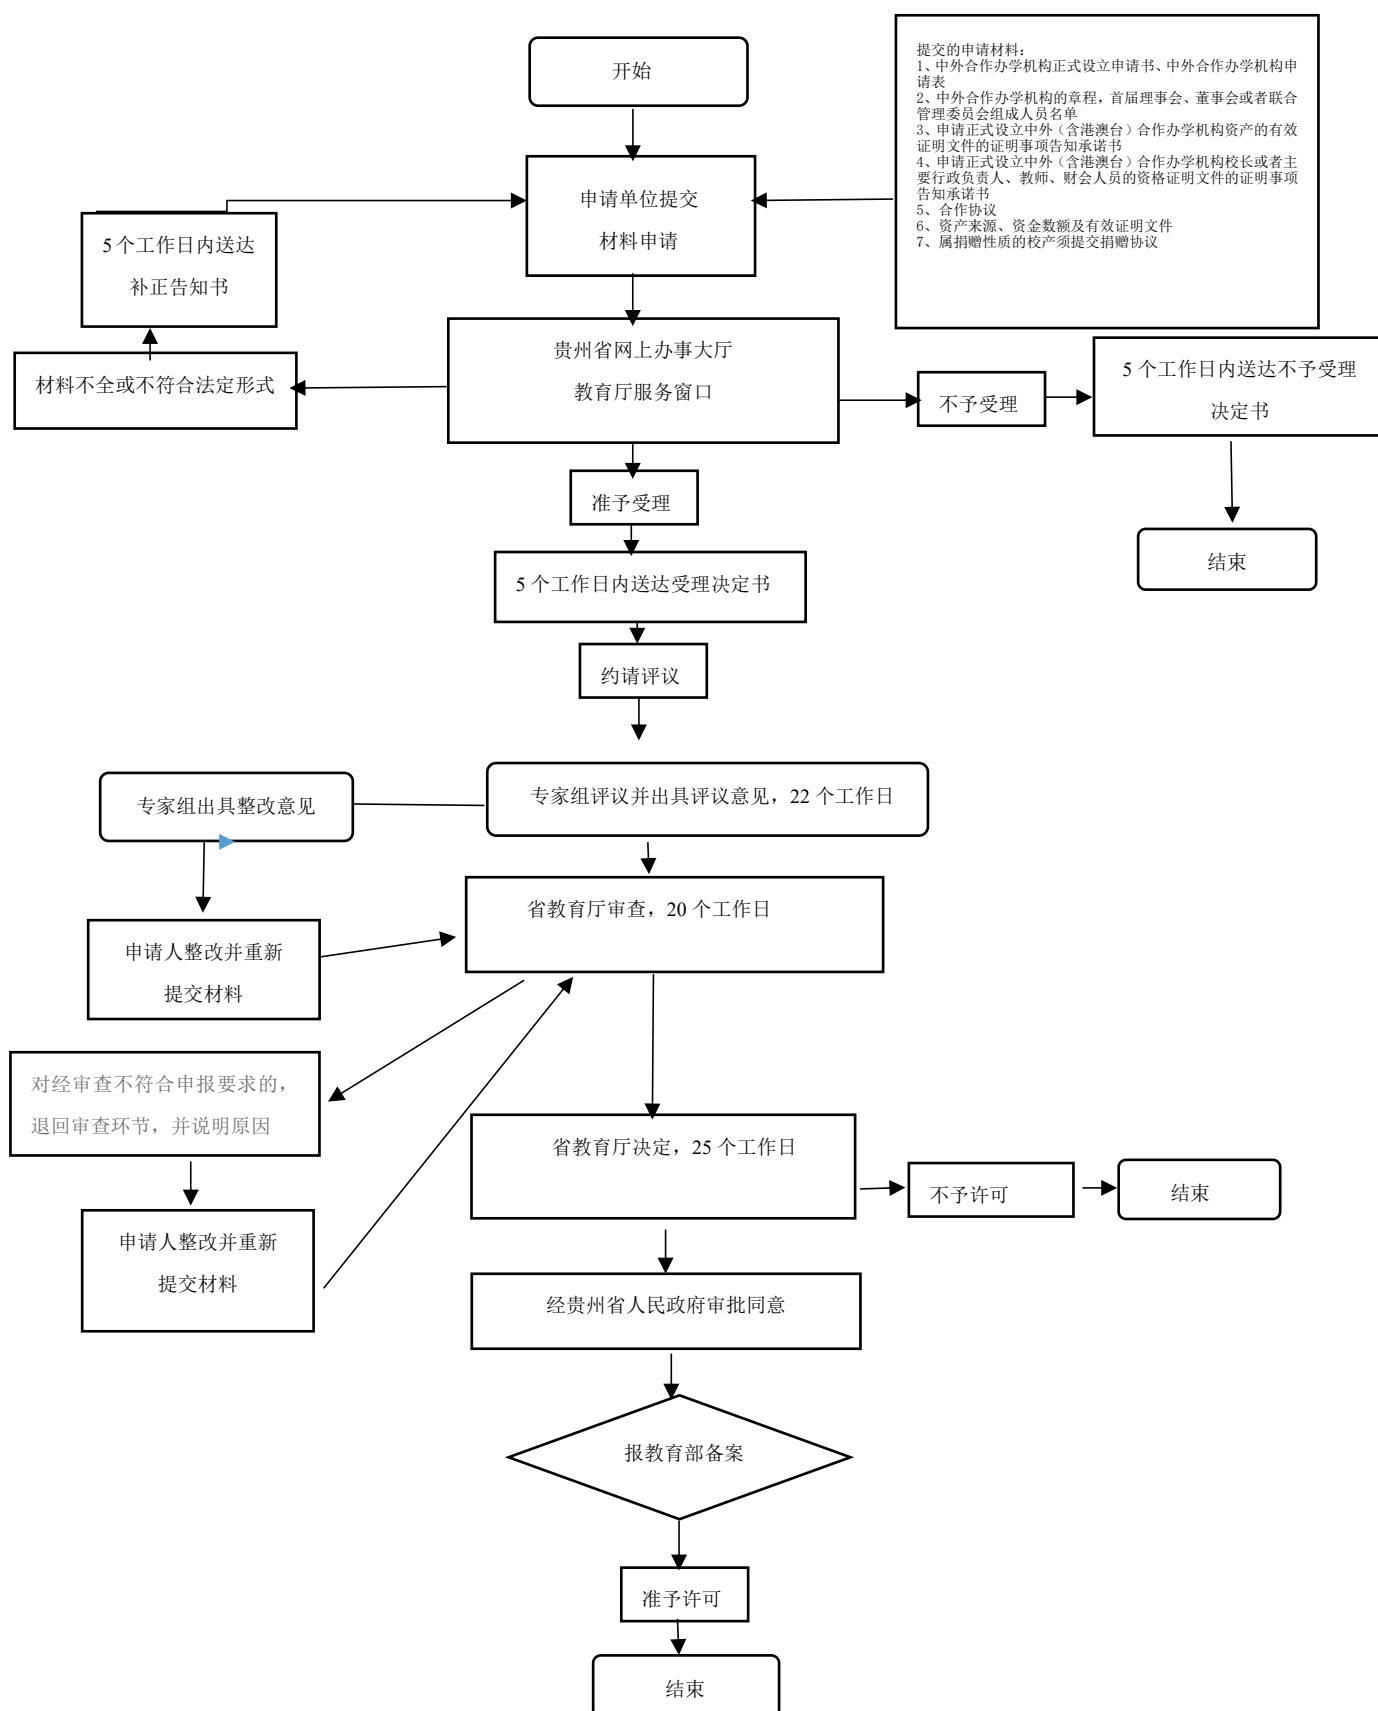 开始
提交的申请材料：
1、中外合作办学机构正式设立申请书、中外合作办学机构申
请表
2、中外合作办学机构的章程，首届理事会、董事会或者联合
管理委员会组成人员名单
3、申请正式设立中外（含港澳台）合作办学机构资产的有效
证明文件的证明事项告知承诺书
4、申请正式设立中外（含港澳台）合作办学机构校长或者主
要行政负责人、教师、财会人员的资格证明文件的证明事项
告知承诺书
5、合作协议
6、资产来源、资金数额及有效证明文件
7、属捐赠性质的校产须提交捐赠协议
申请单位提交
材料申请
5 个工作日内送达
补正告知书
材料不全或不符合法定形式
贵州省网上办事大厅
教育厅服务窗口
不予受理
5 个工作日内送达不予受理
决定书
结束
准予受理
5 个工作日内送达受理决定书
约请评议
专家组出具整改意见
专家组评议并出具评议意见，22 个工作日
申请人整改并重新
提交材料
省教育厅审查，20 个工作日
对经审查不符合申报要求的，
退回审查环节，并说明原因
申请人整改并重新
提交材料
省教育厅决定，25 个工作日
不予许可
结束
经贵州省人民政府审批同意
报教育部备案
准予许可
结束